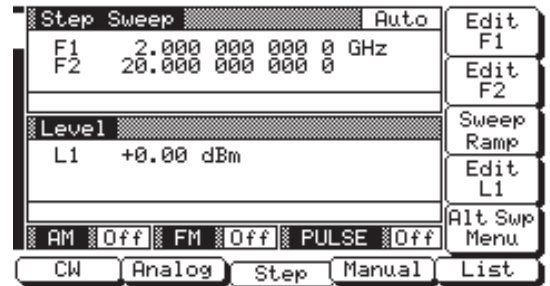 Step Sweep Auto
F1 2.000 000 000 0 GHz
F2 20.000 000 000 0
Level
L1 +0.00 dBm
AM Off FM Off PULSE Off
Edit
F1
Edit
F2
Sweep
Ramp
Edit
L1
Alt Swp
Menu
CW Analog Step Manual List